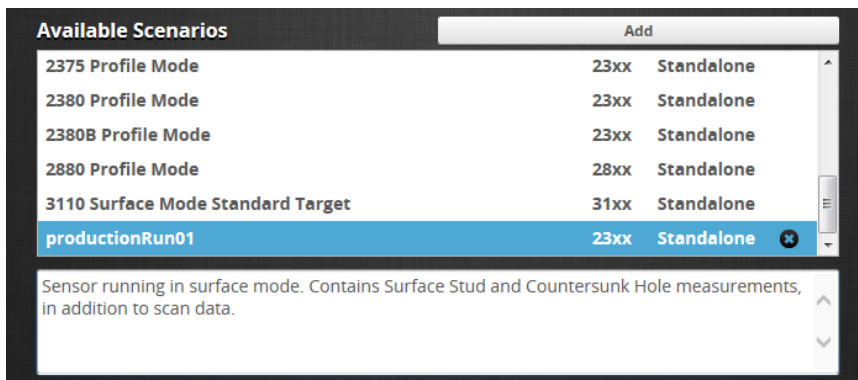 Available Scenarios Add
2375 Profile Mode 23xx Standalone
2380 Profile Mode 23xx Standalone
2380B Profile Mode 23xx Standalone
2880 Profile Mode 28xx Standalone
3110 Surface Mode Standard Target 31xx Standalone
productionRun01 23xx Standalone
Sensor running in surface mode. Contains Surface Stud and Countersunk Hole measurements,
in addition to scan data.